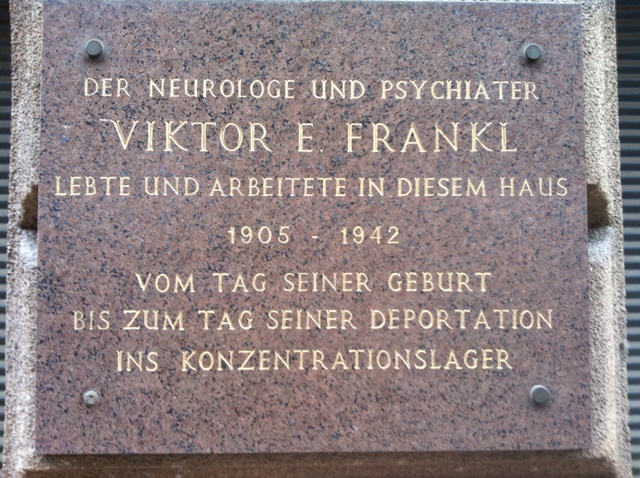 DER NEUROLOGE UND PSYCHIATER
VIKTOR E. FRANKL
LEBTE UND ARBEITETE IN DIESEM HAUS
1905 - 1942
VOM TAG SEINER GEBURT
BIS ZUM TAG SEINER DEPORTATION
INS KONZENTRATIONSLAGER